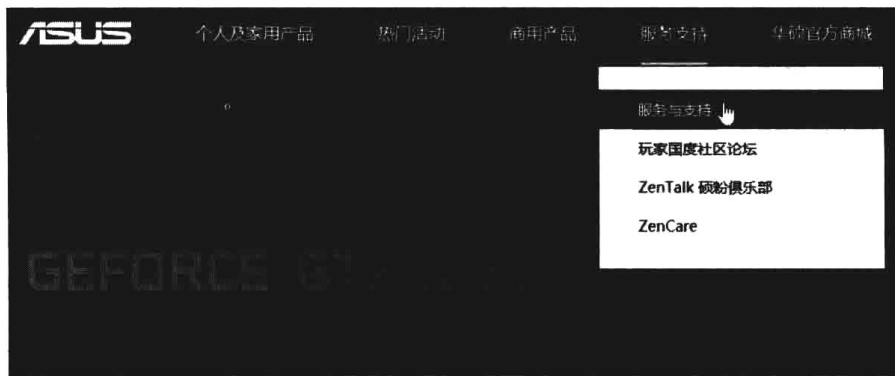 ASUS 个人及家用产品 热门活动 商用产品 服务支持 华硕官方商城
服务与支持
玩家国度社区论坛
ZenTalk 硕粉俱乐部
ZenCare
GEFORCE